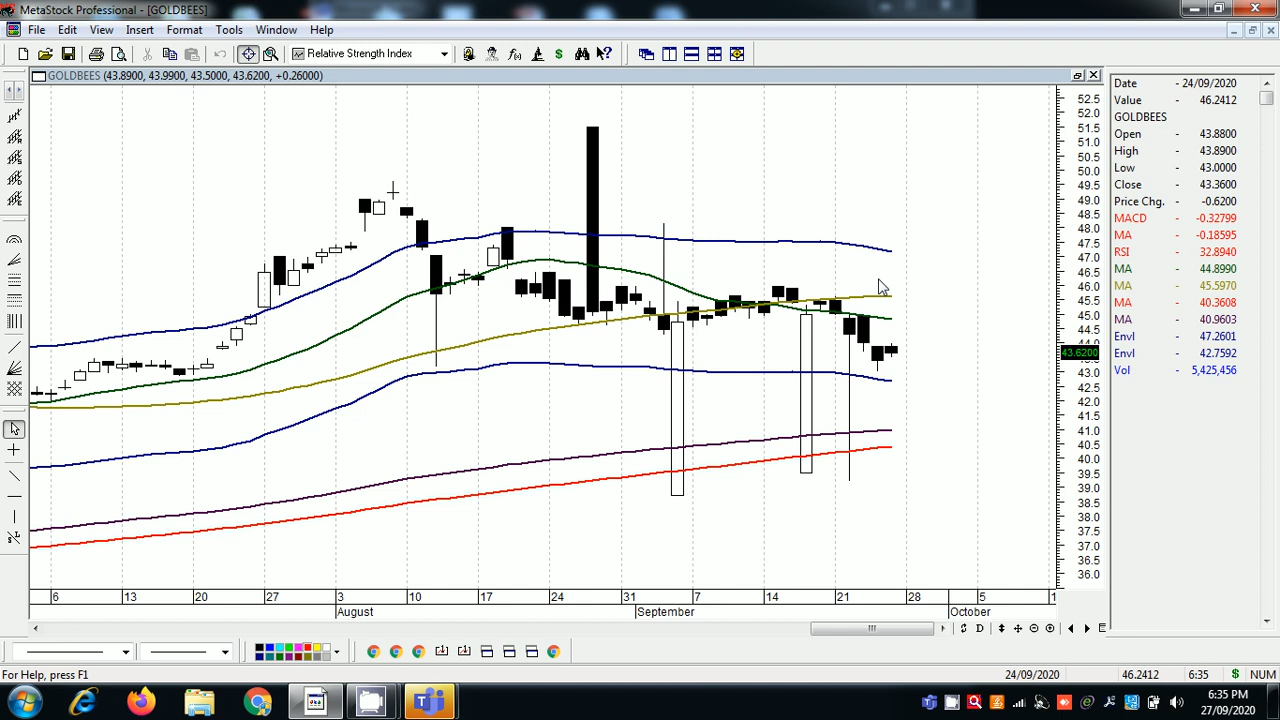 MetaStock Professional - [GOLDBEES]
File Edit View Insert Format Tools Window Help
Relative Strength Index
GOLDBEES (43.8900, 43.9900, 43.5000, 43.6200, +0.26000)
52.5
52.0
51.5
51.0
50.5
50.0
49.5
49.0
48.5
48.0
47.5
47.0
46.5
46.0
45.5
45.0
44.5
44.0
43.6200
43.0
42.5
42.0
41.5
41.0
40.5
40.0
39.5
39.0
38.5
38.0
37.5
37.0
36.5
36.0
6 13 20 27 3 10 17 24 31 7 14 21 28 5 1
August September October
Date - 24/09/2020
Value - 46.2412
GOLDBEES
Open - 43.8800
High - 43.8900
Low - 43.0000
Close - 43.3600
Price Chg. - -0.6200
MACD - -0.32799
MA - -0.18595
RSI - 32.8940
MA - 44.8990
MA - 45.5970
MA - 40.3608
MA - 40.9603
Envl - 47.2601
Envl - 42.7592
Vol - 5,425,456
D
For Help, press F1 24/09/2020 46.2412 6:35 $ NUM
6:35 PM
27/09/2020